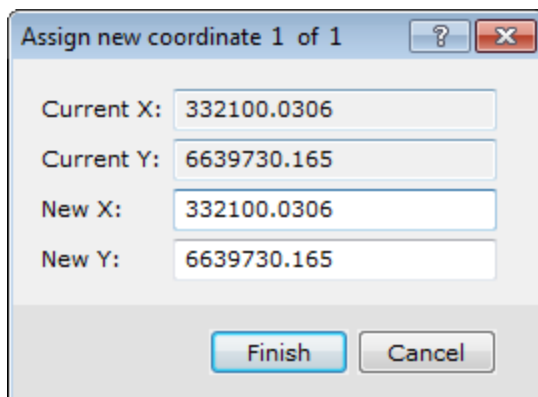 Assign new coordinate 1 of 1
Current X: 332100.0306
Current Y: 6639730.165
New X: 332100.0306
New Y: 6639730.165
Finish Cancel